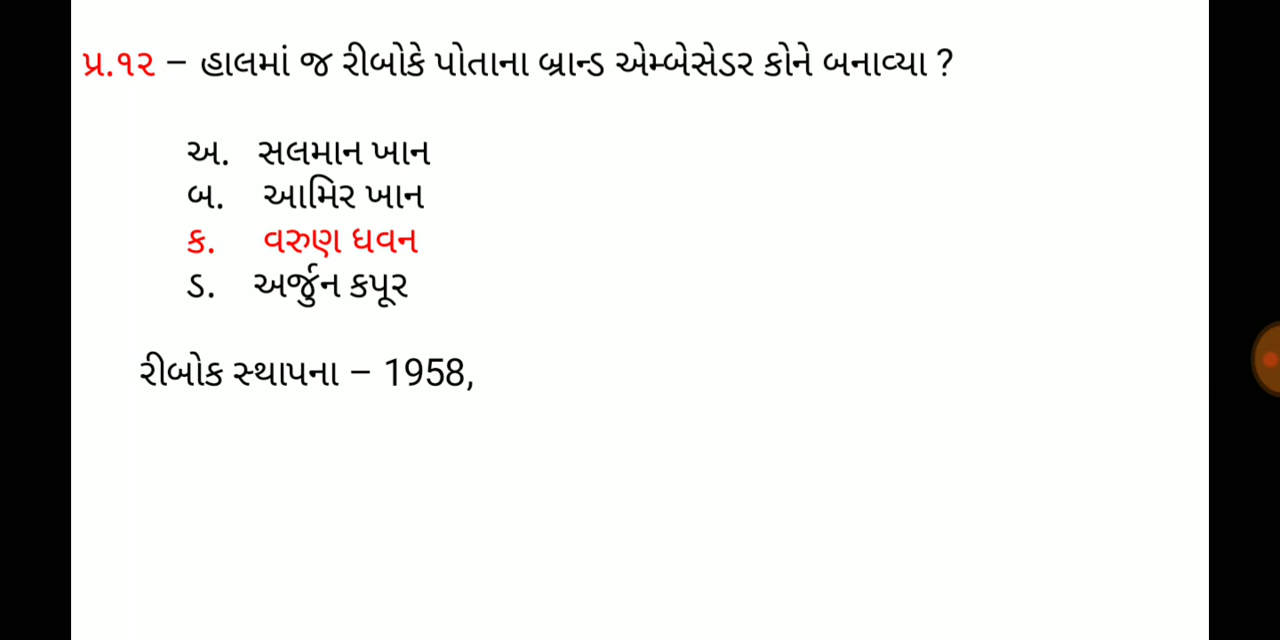 પ્ર.૧૨ – હાલમાં જ રીબોકે પોતાના બ્રાન્ડ એમ્બેસેડર કોને બનાવ્યા ?
અ. સલમાન ખાન
બ. આમિર ખાન
ક. વરુણ ધવન
ડ. અર્જુન કપૂર
રીબોક સ્થાપના – 1958,